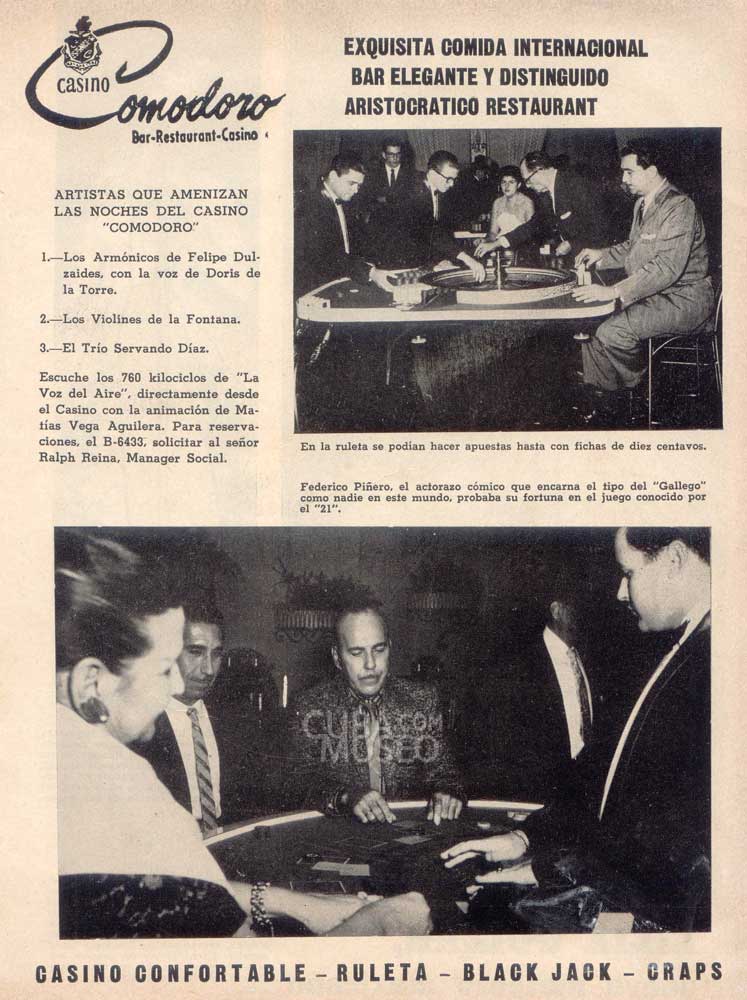 casino
Comodoro
Bar-Restaurant-Casino
EXQUISITA COMIDA INTERNACIONAL
BAR ELEGANTE Y DISTINGUIDO
ARISTOCRATICO RESTAURANT
ARTISTAS QUE AMENIZAN
LAS NOCHES DEL CASINO
"COMODORO"
1.—Los Armónicos de Felipe Dul-
zaides, con la voz de Doris de
la Torre.
2.—Los Violines de la Fontana.
3.—El Trío Servando Díaz.
Escuche los 760 kilociclos de "La
Voz del Aire", directamente desde
el Casino con la animación de Ma-
tías Vega Aguilera. Para reserva-
ciones, el B-6433, solicitar al señor
Ralph Reina, Manager Social.
En la ruleta se podían hacer apuestas hasta con fichas de diez centavos.
Federico Piñero, el actorazo cómico que encarna el tipo del "Gallego"
como nadie en este mundo, probaba su fortuna en el juego conocido por
el "21".
CUBA.COM
MUSEO
CASINO CONFORTABLE – RULETA – BLACK JACK – CRAPS